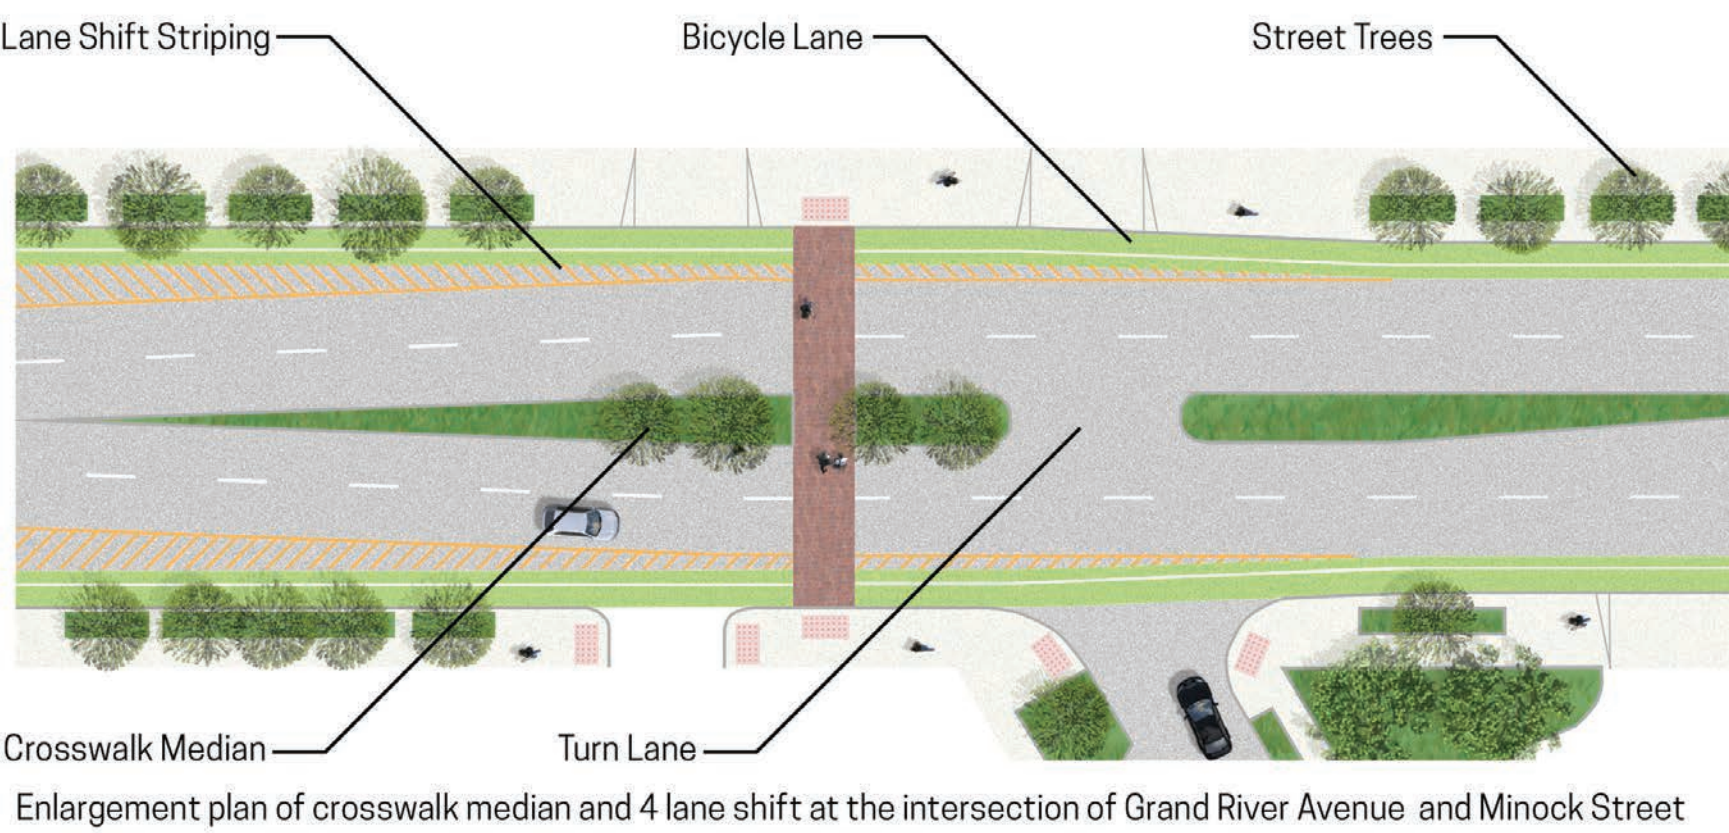 Lane Shift Striping
Bicycle Lane
Street Trees
Crosswalk Median
Turn Lane
Enlargement plan of crosswalk median and 4 lane shift at the intersection of Grand River Avenue and Minock Street